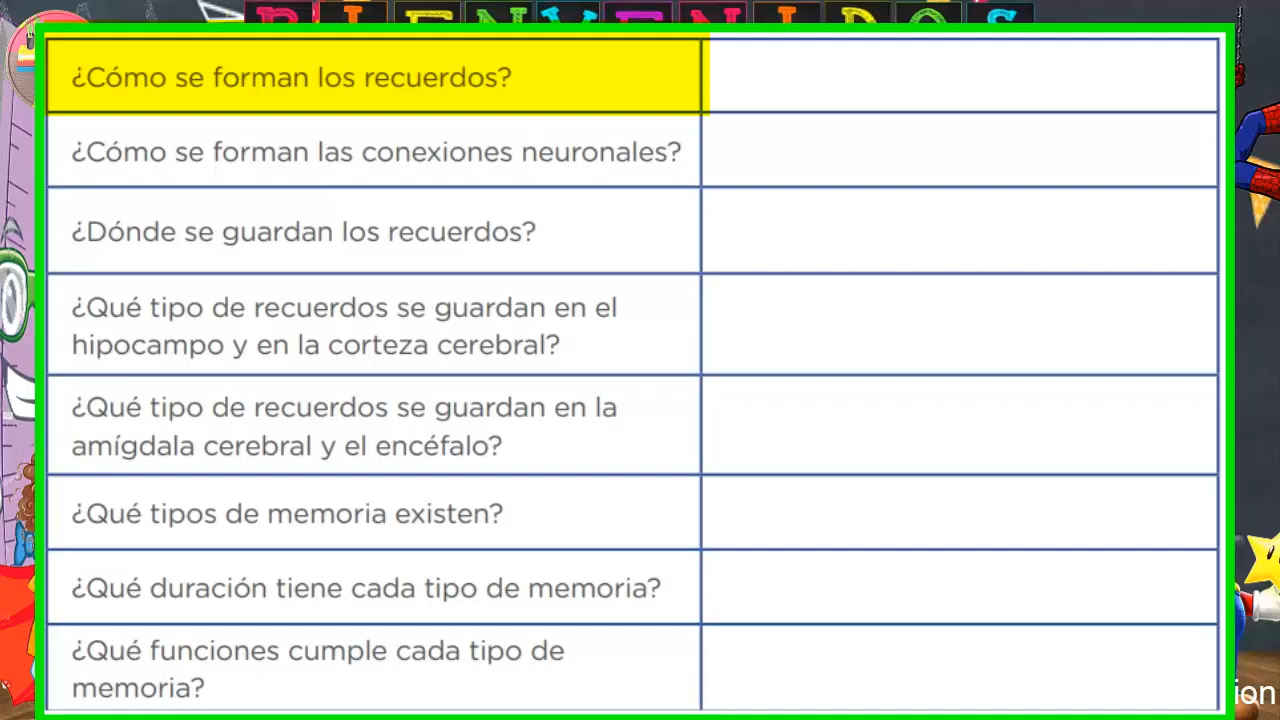 BIENVENIDOS
¿Cómo se forman los recuerdos?
¿Cómo se forman las conexiones neuronales?
¿Dónde se guardan los recuerdos?
¿Qué tipo de recuerdos se guardan en el
hipocampo y en la corteza cerebral?
¿Qué tipo de recuerdos se guardan en la
amígdala cerebral y el encéfalo?
¿Qué tipos de memoria existen?
¿Qué duración tiene cada tipo de memoria?
¿Qué funciones cumple cada tipo de
memoria?
ion